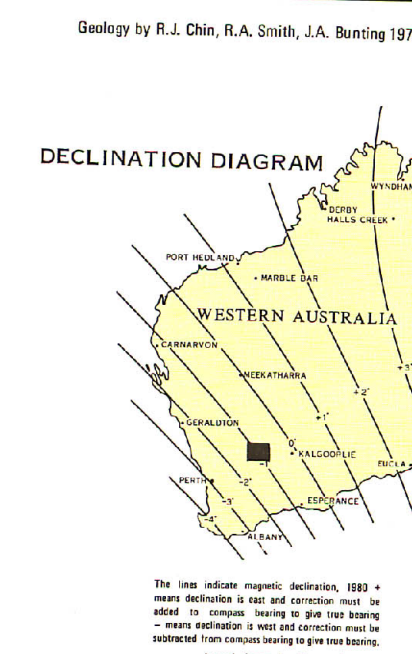 Geology by R.J. Chin, R.A. Smith, J.A. Bunting 197
DECLINATION DIAGRAM
WYNDHAM
DERBY
HALLS CREEK
PORT HEDLAND
MARBLE BAR
WESTERN AUSTRALIA
CARNARVON
+3°
MEEKATHARRA
+2°
+1°
GERALDTON
0°
KALGOORLIE
EUCLA
-1°
PERTH
-2°
-3°
ESPERANCE
-4°
ALBANY
The lines indicate magnetic declination, 1980 +
means declination is east and correction must be
added to compass bearing to give true bearing
– means declination is west and correction must be
subtracted from compass bearing to give true bearing.